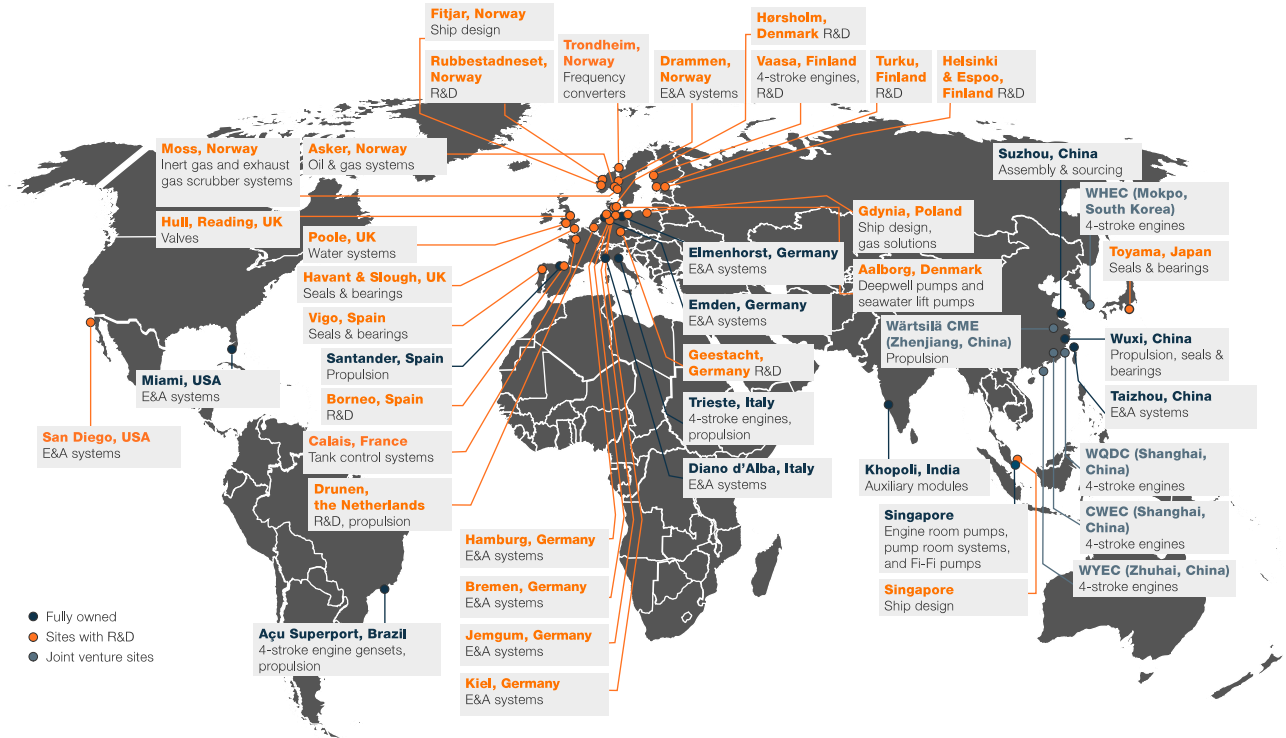 Fitjar, Norway
Ship design
Rubbestadneset,
Norway
R&D
Trondheim,
Norway
Frequency
converters
Drammen,
Norway
E&A systems
Hørsholm,
Denmark R&D
Vaasa, Finland
4-stroke engines,
R&D
Turku,
Finland
R&D
Helsinki
& Espoo,
Finland R&D
Moss, Norway
Inert gas and exhaust
gas scrubber systems
Asker, Norway
Oil & gas systems
Hull, Reading, UK
Valves
Poole, UK
Water systems
Havant & Slough, UK
Seals & bearings
Vigo, Spain
Seals & bearings
Santander, Spain
Propulsion
Borneo, Spain
R&D
Calais, France
Tank control systems
Drunen,
the Netherlands
R&D, propulsion
Miami, USA
E&A systems
San Diego, USA
E&A systems
Açu Superport, Brazil
4-stroke engine gensets,
propulsion
Hamburg, Germany
E&A systems
Bremen, Germany
E&A systems
Jemgum, Germany
E&A systems
Kiel, Germany
E&A systems
Elmenhorst, Germany
E&A systems
Emden, Germany
E&A systems
Geestacht,
Germany R&D
Trieste, Italy
4-stroke engines,
propulsion
Diano d'Alba, Italy
E&A systems
Gdynia, Poland
Ship design,
gas solutions
Aalborg, Denmark
Deepwell pumps and
seawater lift pumps
Wärtsilä CME
(Zhenjiang, China)
Propulsion
Suzhou, China
Assembly & sourcing
WHEC (Mokpo,
South Korea)
4-stroke engines
Toyama, Japan
Seals & bearings
Wuxi, China
Propulsion, seals &
bearings
Taizhou, China
E&A systems
WQDC (Shanghai,
China)
4-stroke engines
CWEC (Shanghai,
China)
4-stroke engines
WYEC (Zhuhai, China)
4-stroke engines
Khopoli, India
Auxiliary modules
Singapore
Engine room pumps,
pump room systems,
and Fi-Fi pumps
Singapore
Ship design
Fully owned
Sites with R&D
Joint venture sites